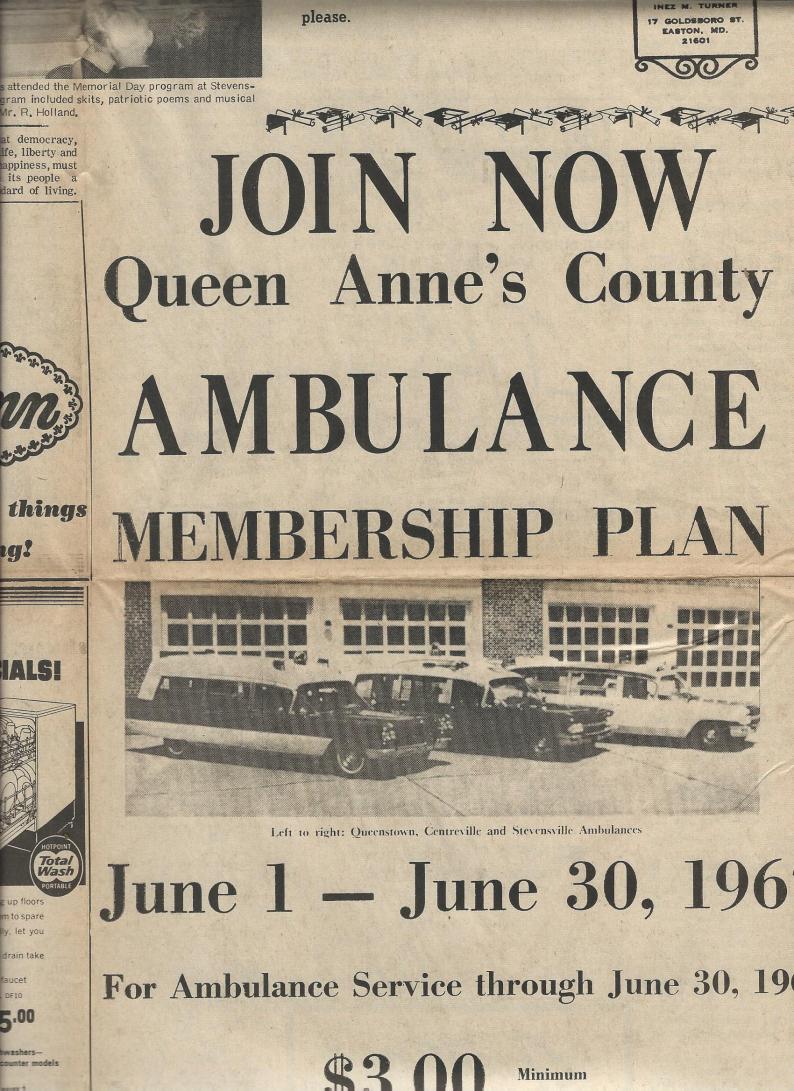 please.
INEZ M. TURNER
17 GOLDSBORO ST.
EASTON, MD.
21601
attended the Memorial Day program at Stevens-
gram included skits, patriotic poems and musical
Mr. R. Holland.
at democracy,
life, liberty and
happiness, must
its people a
dard of living.
JOIN NOW
Queen Anne's County
AMBULANCE
MEMBERSHIP PLAN
things
ng!
Left to right: Queenstown, Centreville and Stevensville Ambulances
IALS!
HOTPOINT
Total
Wash
PORTABLE
g up floors
m to spare
lly, let you
drain take
faucet
DF10
5.00
hwashers—
counter models
June 1 — June 30, 196
For Ambulance Service through June 30, 19
$3.00 Minimum